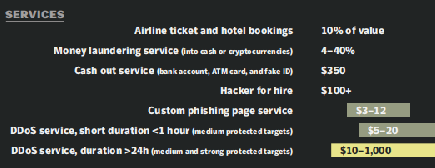 SERVICES
Airline ticket and hotel bookings 10% of value
Money laundering service (into cash or cryptocurrencies) 4–40%
Cash out service (bank account, ATM card, and fake ID) $350
Hacker for hire $100+
Custom phishing page service $3–12
DDoS service, short duration <1 hour (medium protected targets) $5–20
DDoS service, duration >24h (medium and strong protected targets) $10–1,000